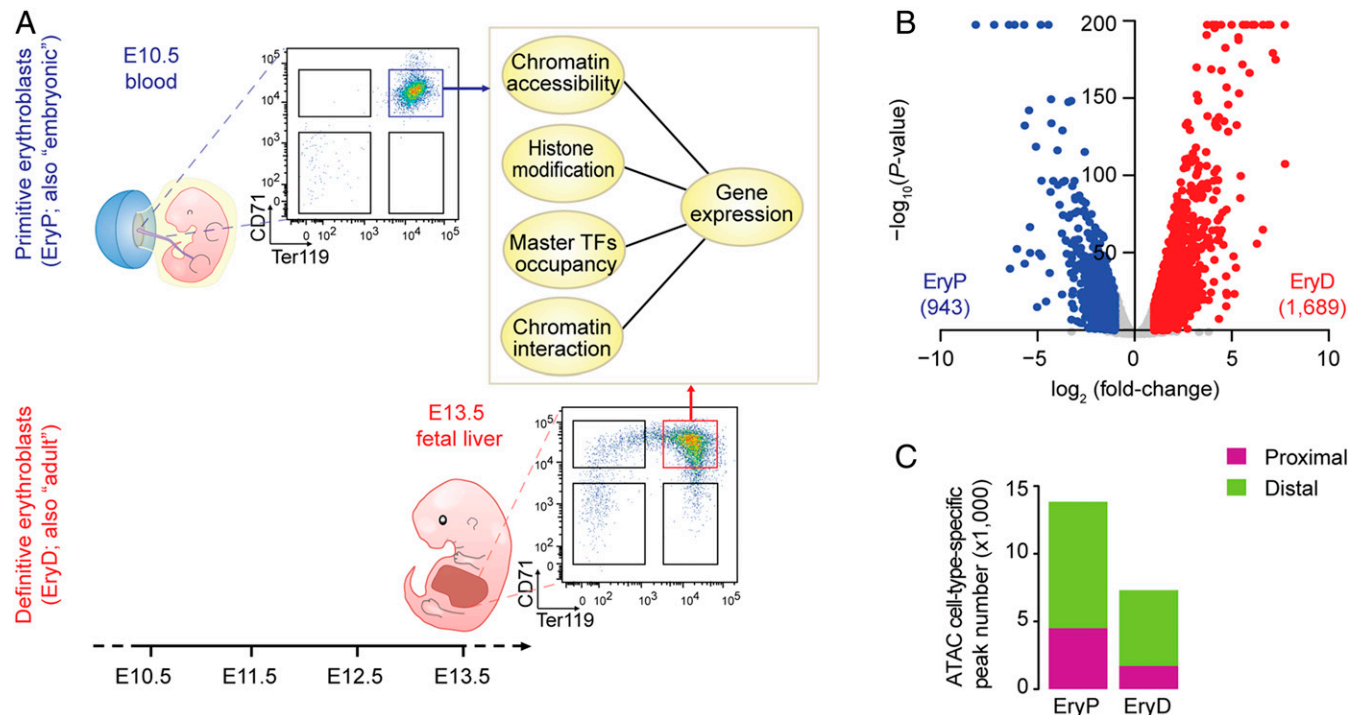 A
Primitive erythroblasts
(EryP; also "embryonic")
E10.5
blood
10⁵
10⁴
10³
10²
0
CD71
0 10² 10³ 10⁴ 10⁵
Ter119
Chromatin
accessibility
Histone
modification
Master TFs
occupancy
Chromatin
interaction
Gene
expression
Definitive erythroblasts
(EryD; also "adult")
E13.5
fetal liver
10⁵
10⁴
10³
10²
0
CD71
0 10² 10³ 10⁴ 10⁵
Ter119
E10.5 E11.5 E12.5 E13.5
B
−log₁₀(P-value)
200
150
100
50
EryP
(943)
EryD
(1,689)
−10 −5 0 5 10
log₂ (fold-change)
C
Proximal
Distal
ATAC cell-type-specific
peak number (x1,000)
15
10
5
0
EryP EryD